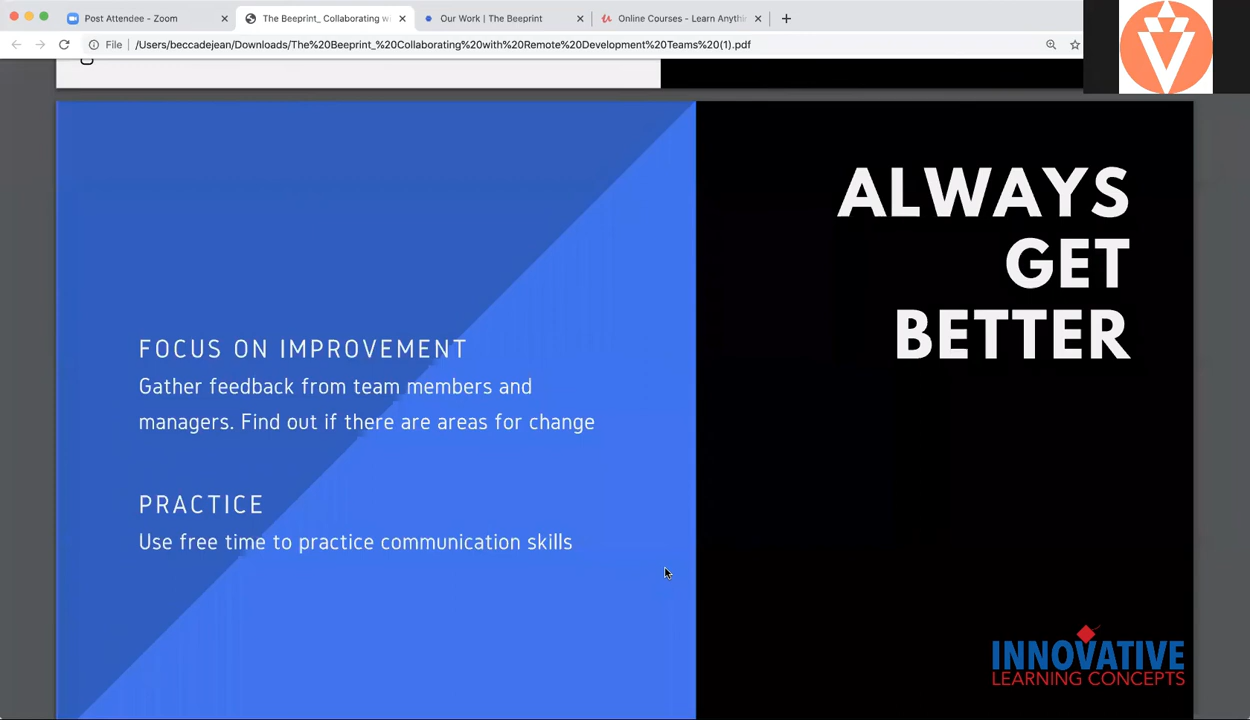 Post Attendee - Zoom
The Beeprint_ Collaborating w
Our Work | The Beeprint
Online Courses - Learn Anythi
File
/Users/beccadejean/Downloads/The%20Beeprint_%20Collaborating%20with%20Remote%20Development%20Teams%20(1).pdf
ALWAYS
GET
BETTER
FOCUS ON IMPROVEMENT
Gather feedback from team members and
managers. Find out if there are areas for change
PRACTICE
Use free time to practice communication skills
INNOVATIVE
LEARNING CONCEPTS